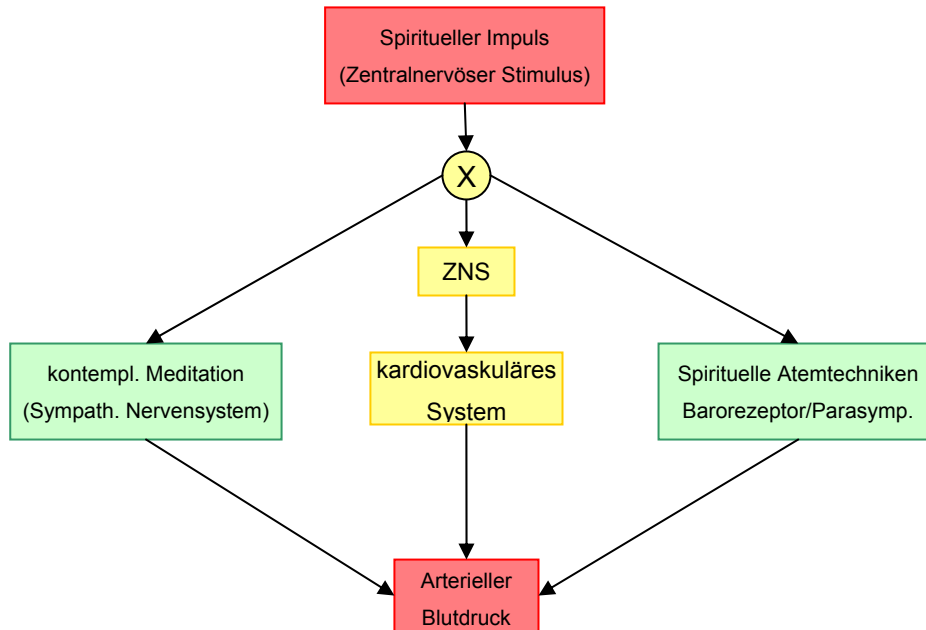 Spiritueller Impuls
(Zentralnervöser Stimulus)
X
ZNS
kontempl. Meditation
(Sympath. Nervensystem)
kardiovaskuläres
System
Spirituelle Atemtechniken
Barorezeptor/Parasymp.
Arterieller
Blutdruck